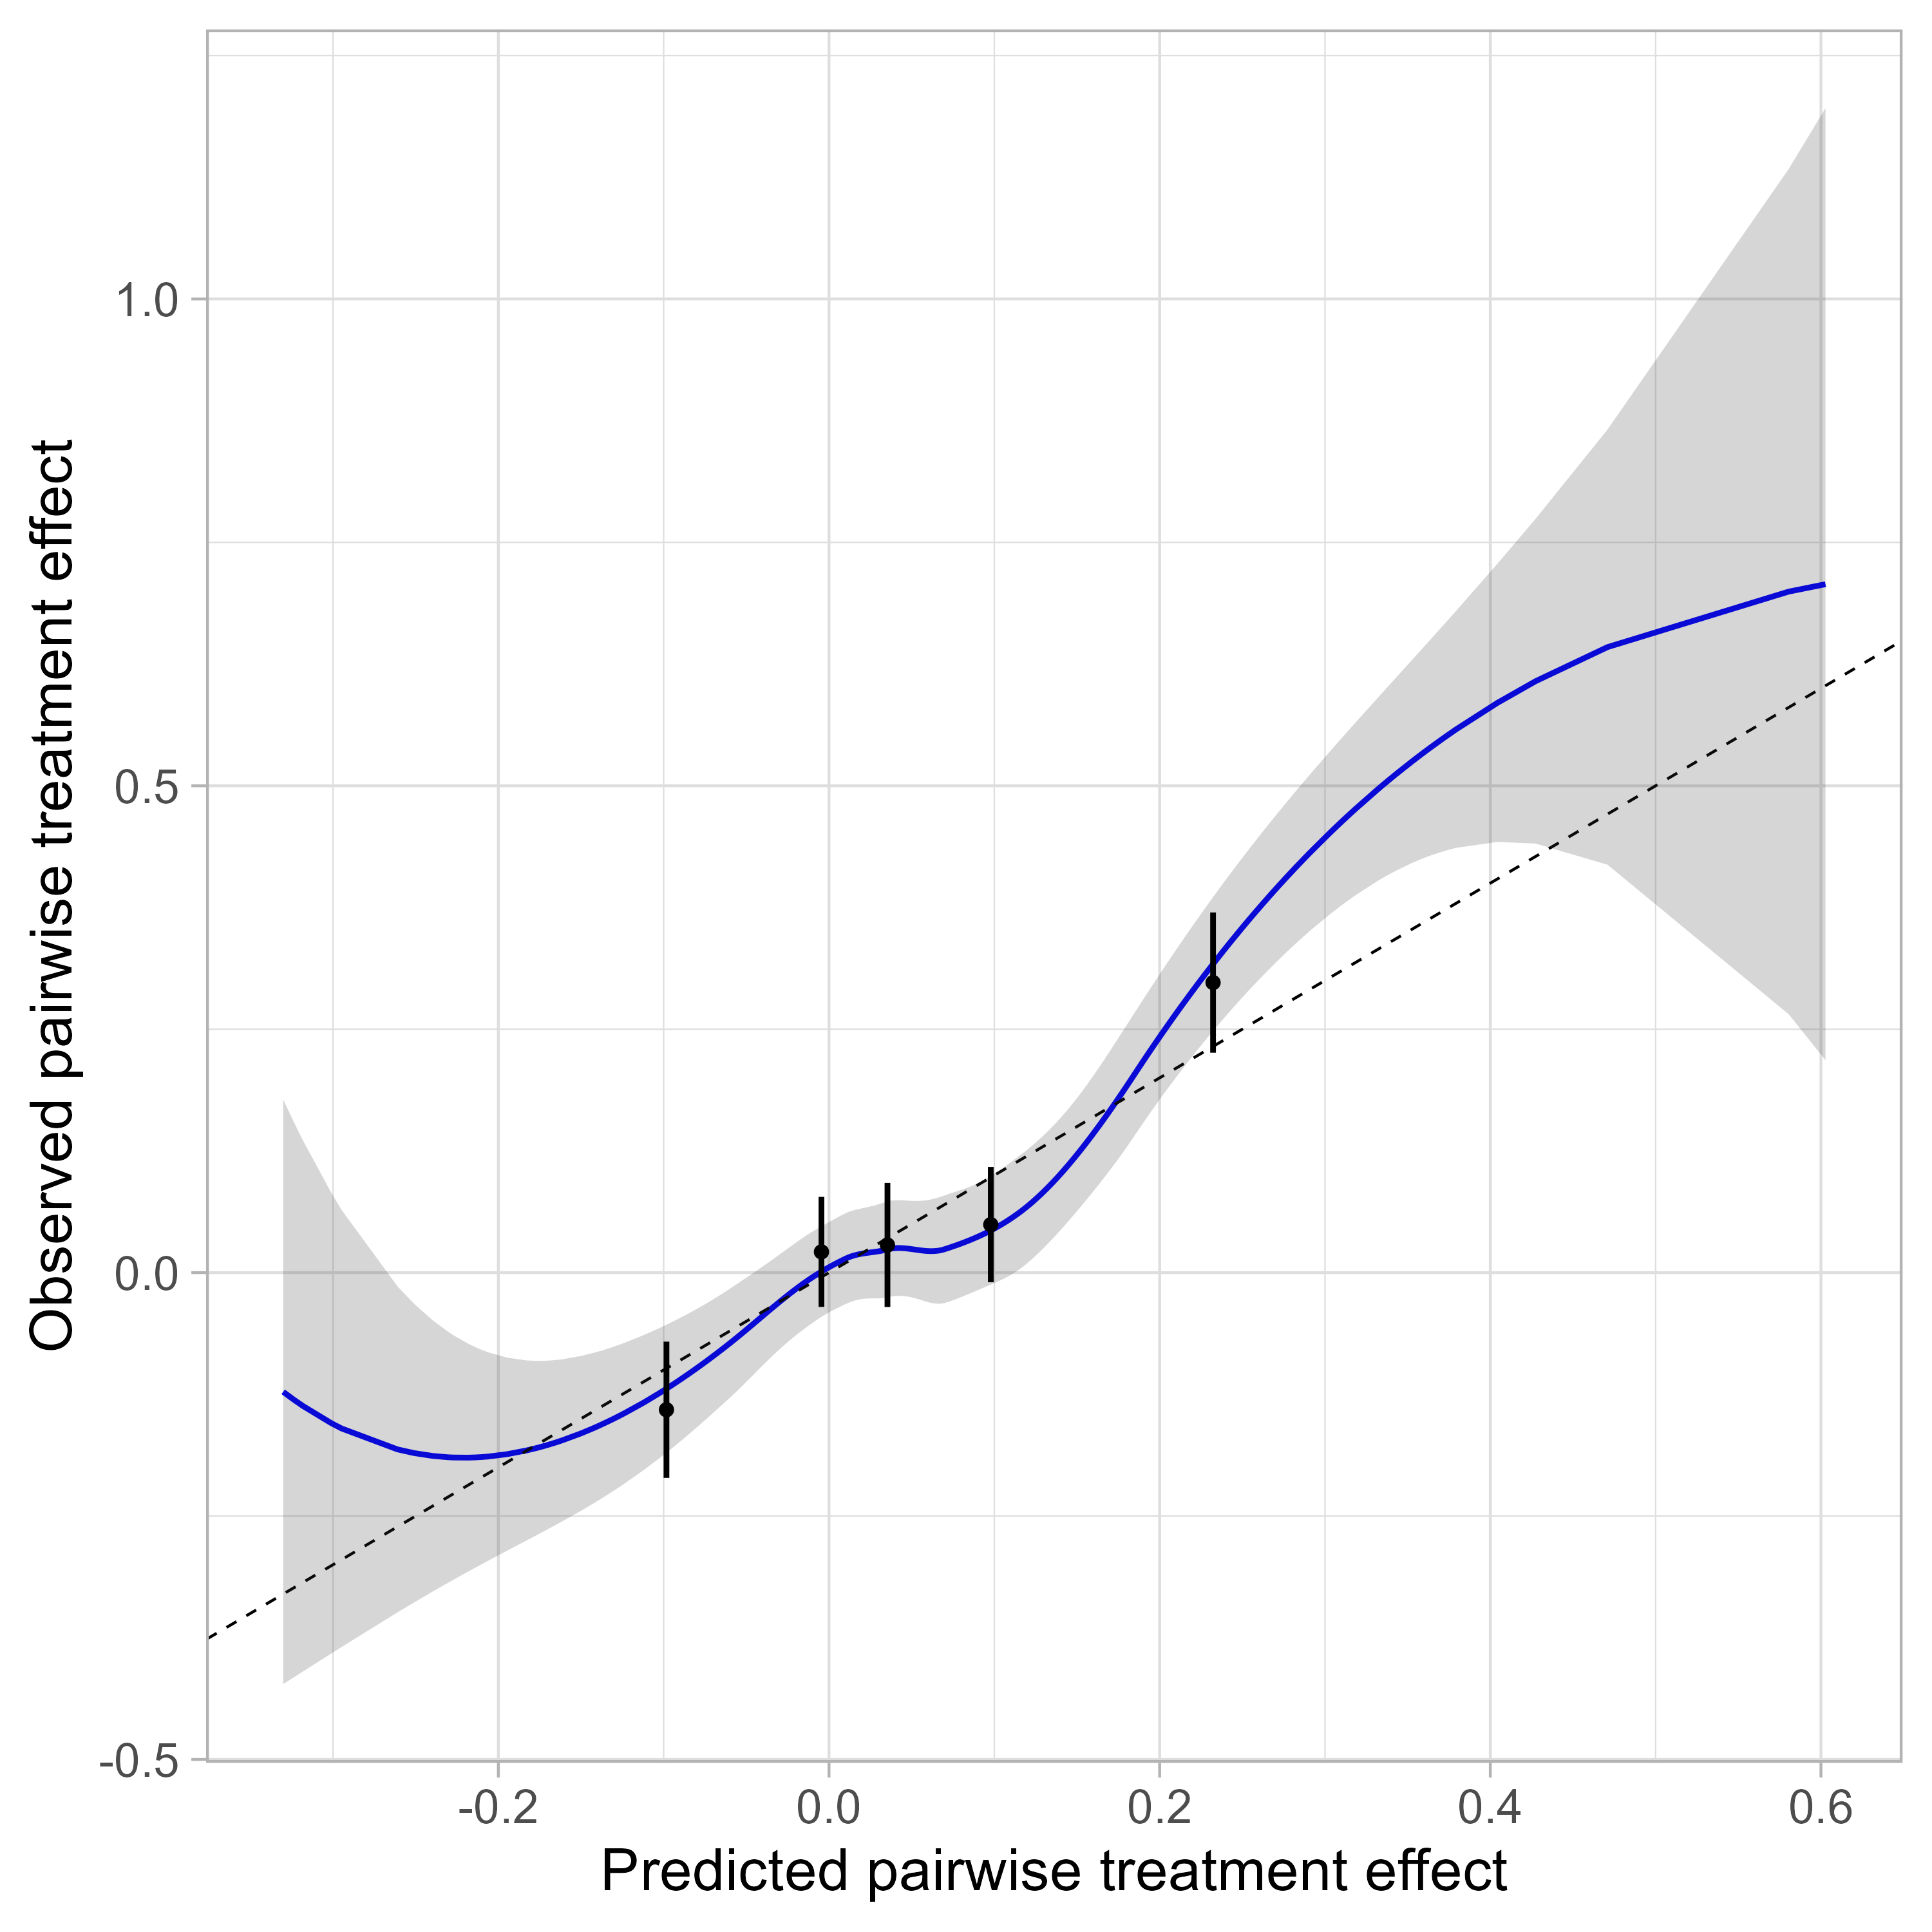 Observed pairwise treatment effect
1.0
0.5
0.0
-0.5
-0.2 0.0 0.2 0.4 0.6
Predicted pairwise treatment effect